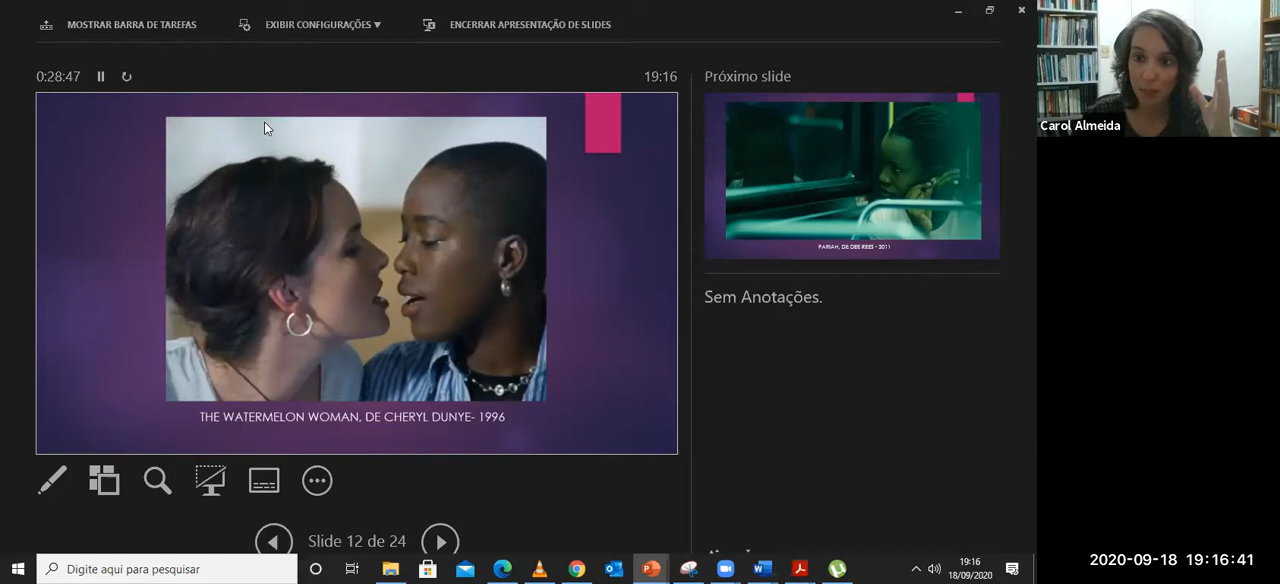 MOSTRAR BARRA DE TAREFAS
EXIBIR CONFIGURAÇÕES ▼
ENCERRAR APRESENTAÇÃO DE SLIDES
0:28:47
19:16
Próximo slide
Carol Almeida
PARIAH, DE DEE REES - 2011
Sem Anotações.
THE WATERMELON WOMAN, DE CHERYL DUNYE- 1996
Slide 12 de 24
Digite aqui para pesquisar
19:16
18/09/2020
2020-09-18 19:16:41